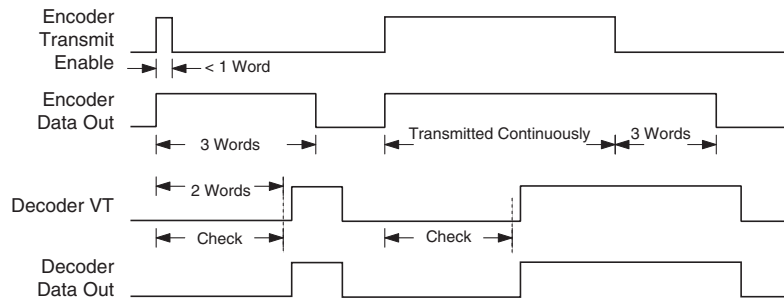 Encoder
Transmit
Enable
< 1 Word
Encoder
Data Out
3 Words
Transmitted Continuously
3 Words
Decoder VT
2 Words
Check
Check
Decoder
Data Out